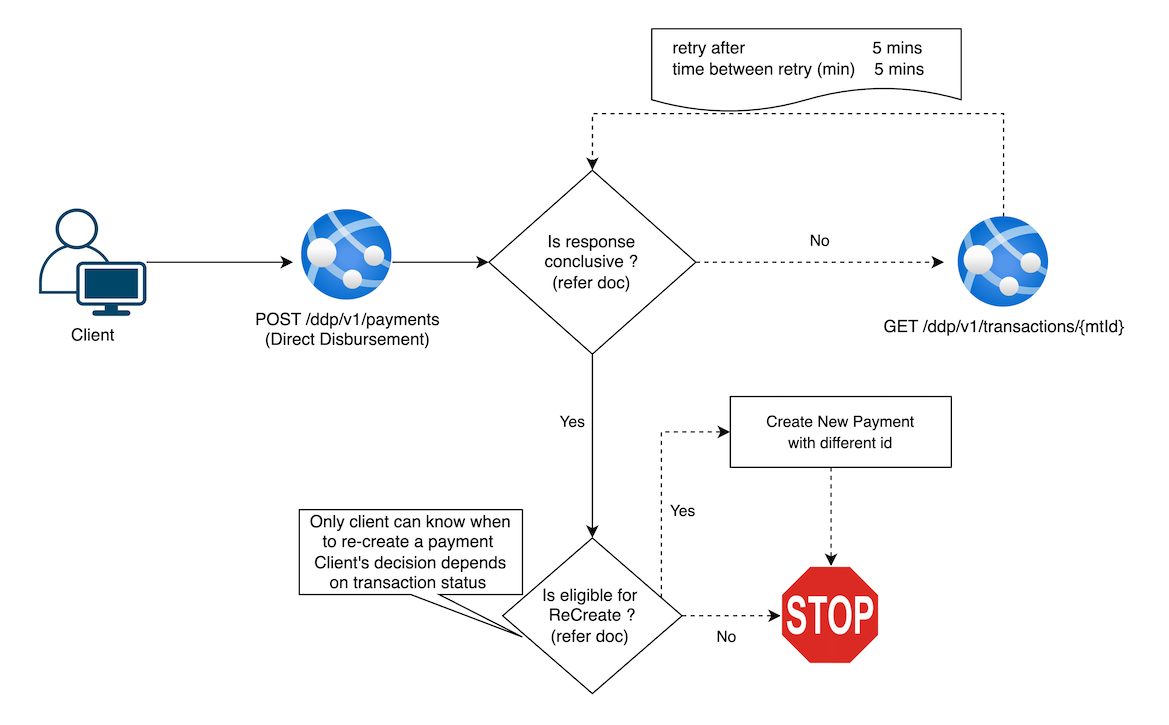 retry after 5 mins
time between retry (min) 5 mins
Is response
conclusive ?
(refer doc)
No
Client
POST /ddp/v1/payments
(Direct Disbursement)
GET /ddp/v1/transactions/{mtId}
Yes
Create New Payment
with different id
Yes
Only client can know when
to re-create a payment
Client's decision depends
on transaction status
Is eligible for
ReCreate ?
(refer doc)
No
STOP